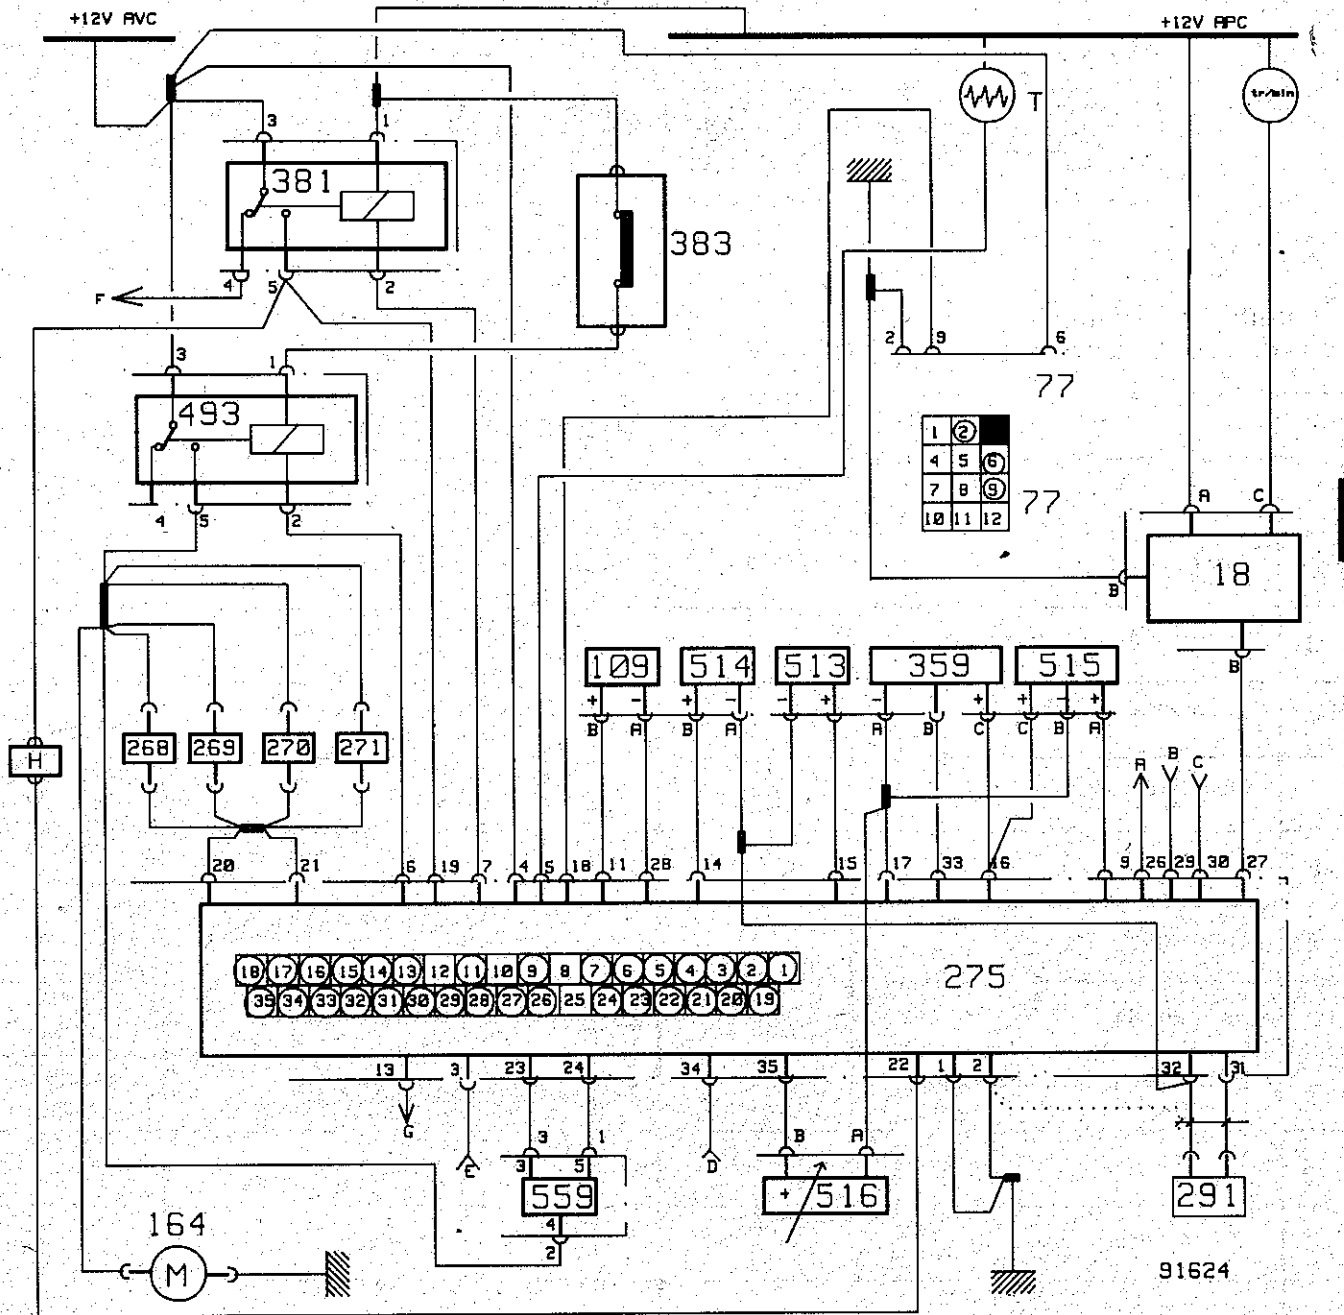 +12V AVC
+12V APC
T
tr/min
3 1
381
383
4 5 2
F
2 9 6
77
3 1
493
1 2
4 5 6
7 8 9
10 11 12
77
4 5 2
A C
18
B
B
109 514 513 359 515
+ - + - - + - + + - +
B A B A A B C C B A
H
268 269 270 271
A B C
20 21 6 19 7 4 5 18 11 28 14 15 17 33 16 9 26 29 30 27
18 17 16 15 14 13 12 11 10 9 8 7 6 5 4 3 2 1
35 34 33 32 31 30 29 28 27 26 25 24 23 22 21 20 19
275
13 3 23 24 34 35 22 1 2 32 31
G
E
D
3 1
B A
3 5
559
4
2
+ 516
291
164
M
91624